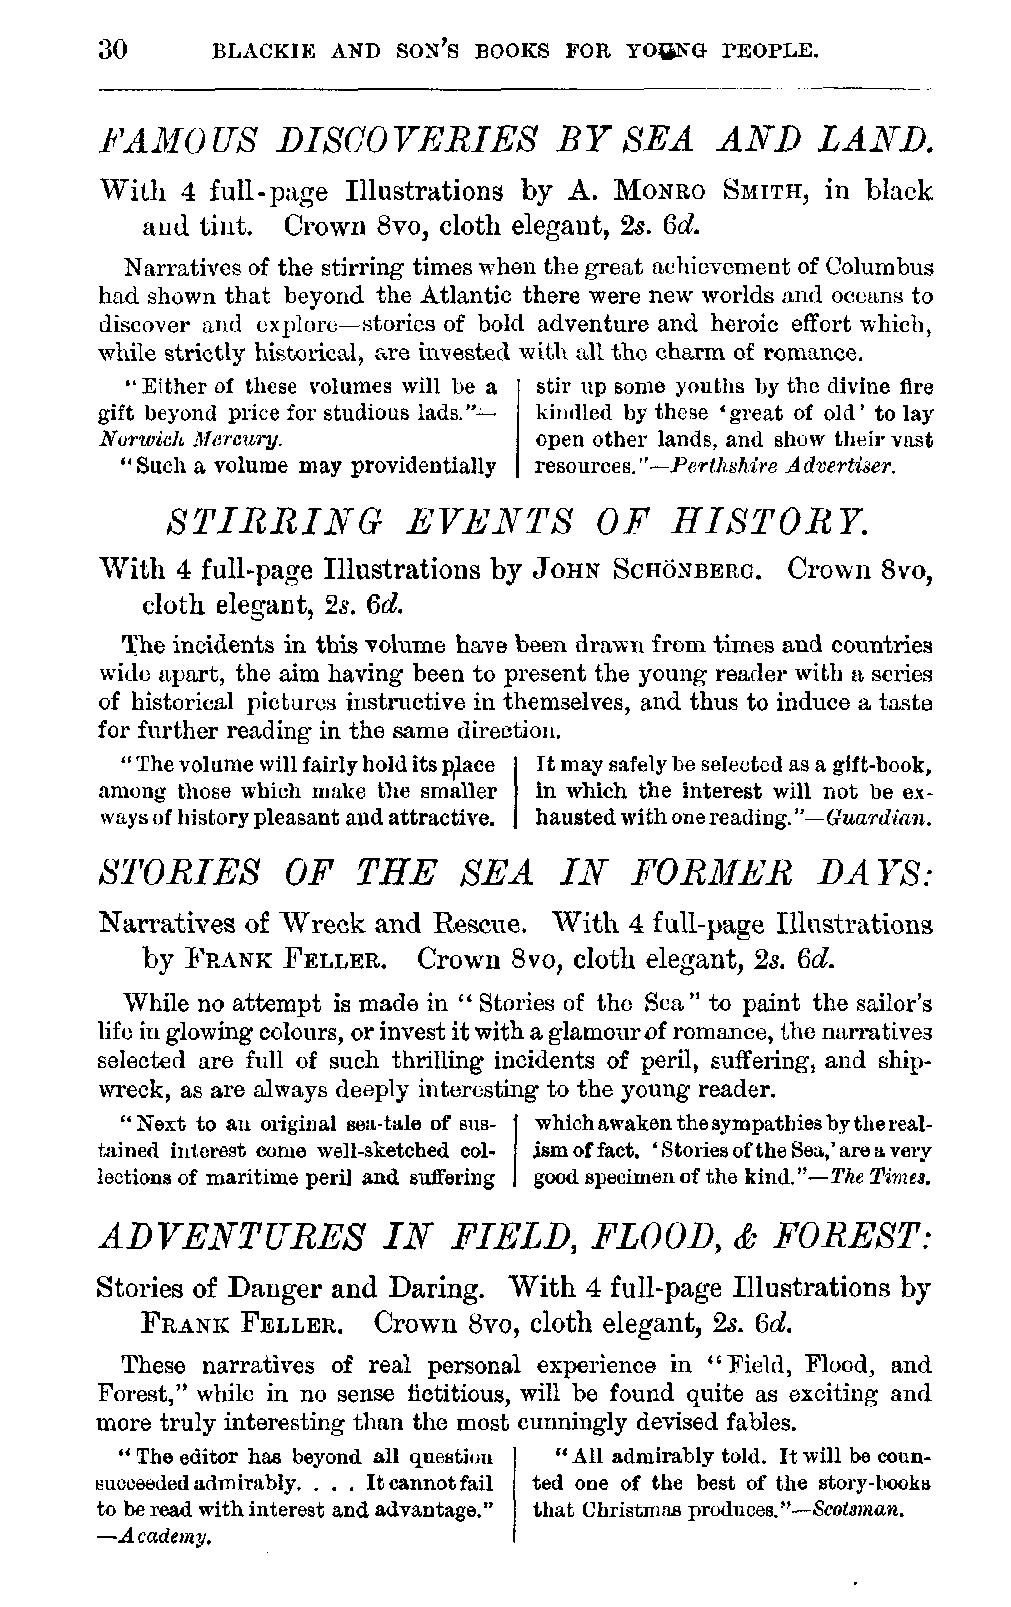 30 BLACKIE AND SON'S BOOKS FOR YOUNG PEOPLE.
FAMOUS DISCOVERIES BY SEA AND LAND.
With 4 full-page Illustrations by A. MONRO SMITH, in black
and tint. Crown 8vo, cloth elegant, 2s. 6d.
Narratives of the stirring times when the great achievement of Columbus
had shown that beyond the Atlantic there were new worlds and oceans to
discover and explore—stories of bold adventure and heroic effort which,
while strictly historical, are invested with all the charm of romance.
"Either of these volumes will be a
gift beyond price for studious lads."—
Norwich Mercury.
"Such a volume may providentially
stir up some youths by the divine fire
kindled by these 'great of old' to lay
open other lands, and show their vast
resources."—Perthshire Advertiser.
STIRRING EVENTS OF HISTORY.
With 4 full-page Illustrations by JOHN SCHÖNBERG. Crown 8vo,
cloth elegant, 2s. 6d.
The incidents in this volume have been drawn from times and countries
wide apart, the aim having been to present the young reader with a series
of historical pictures instructive in themselves, and thus to induce a taste
for further reading in the same direction.
"The volume will fairly hold its place
among those which make the smaller
ways of history pleasant and attractive.
It may safely be selected as a gift-book,
in which the interest will not be ex-
hausted with one reading."—Guardian.
STORIES OF THE SEA IN FORMER DAYS:
Narratives of Wreck and Rescue. With 4 full-page Illustrations
by FRANK FELLER. Crown 8vo, cloth elegant, 2s. 6d.
While no attempt is made in "Stories of the Sea" to paint the sailor's
life in glowing colours, or invest it with a glamour of romance, the narratives
selected are full of such thrilling incidents of peril, suffering, and ship-
wreck, as are always deeply interesting to the young reader.
"Next to an original sea-tale of sus-
tained interest come well-sketched col-
lections of maritime peril and suffering
which awaken the sympathies by the real-
ism of fact. 'Stories of the Sea,' are a very
good specimen of the kind."—The Times.
ADVENTURES IN FIELD, FLOOD, & FOREST:
Stories of Danger and Daring. With 4 full-page Illustrations by
FRANK FELLER. Crown 8vo, cloth elegant, 2s. 6d.
These narratives of real personal experience in "Field, Flood, and
Forest," while in no sense fictitious, will be found quite as exciting and
more truly interesting than the most cunningly devised fables.
"The editor has beyond all question
succeeded admirably. . . . It cannot fail
to be read with interest and advantage."
—Academy.
"All admirably told. It will be coun-
ted one of the best of the story-books
that Christmas produces."—Scotsman.